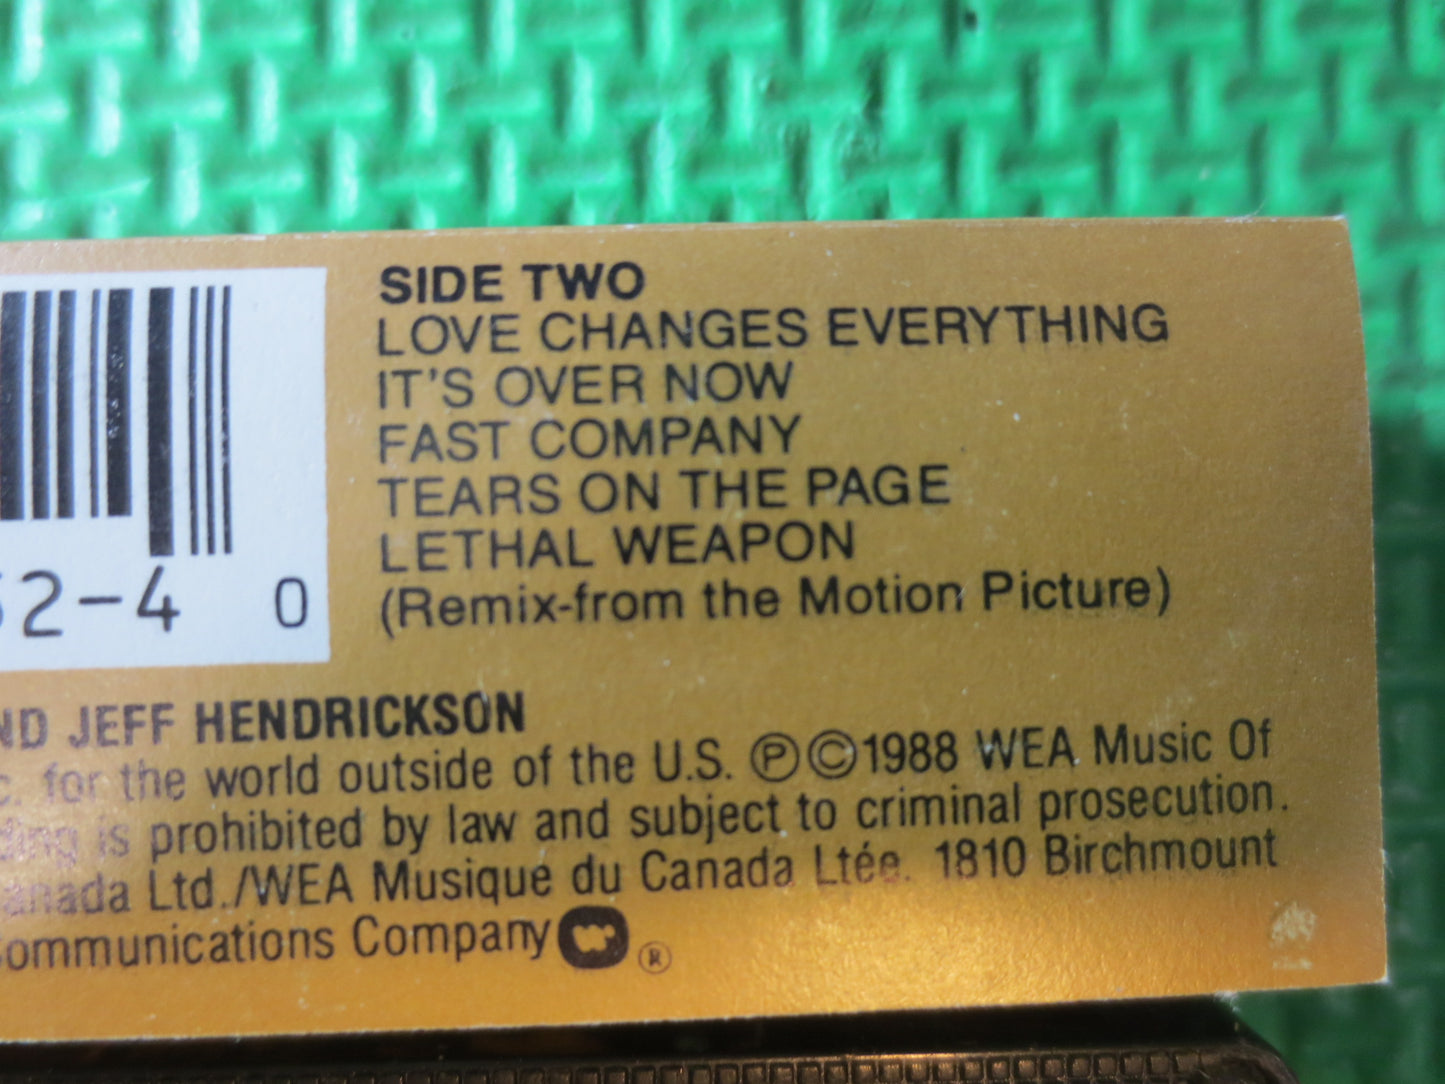 SIDE TWO
LOVE CHANGES EVERYTHING
IT'S OVER NOW
FAST COMPANY
TEARS ON THE PAGE
LETHAL WEAPON
(Remix-from the Motion Picture)
2-4 0
JEFF HENDRICKSON
for the world outside of the U.S. ℗©1988 WEA Music Of
is prohibited by law and subject to criminal prosecution.
anada Ltd./WEA Musique du Canada Ltée. 1810 Birchmount
ommunications Company ®